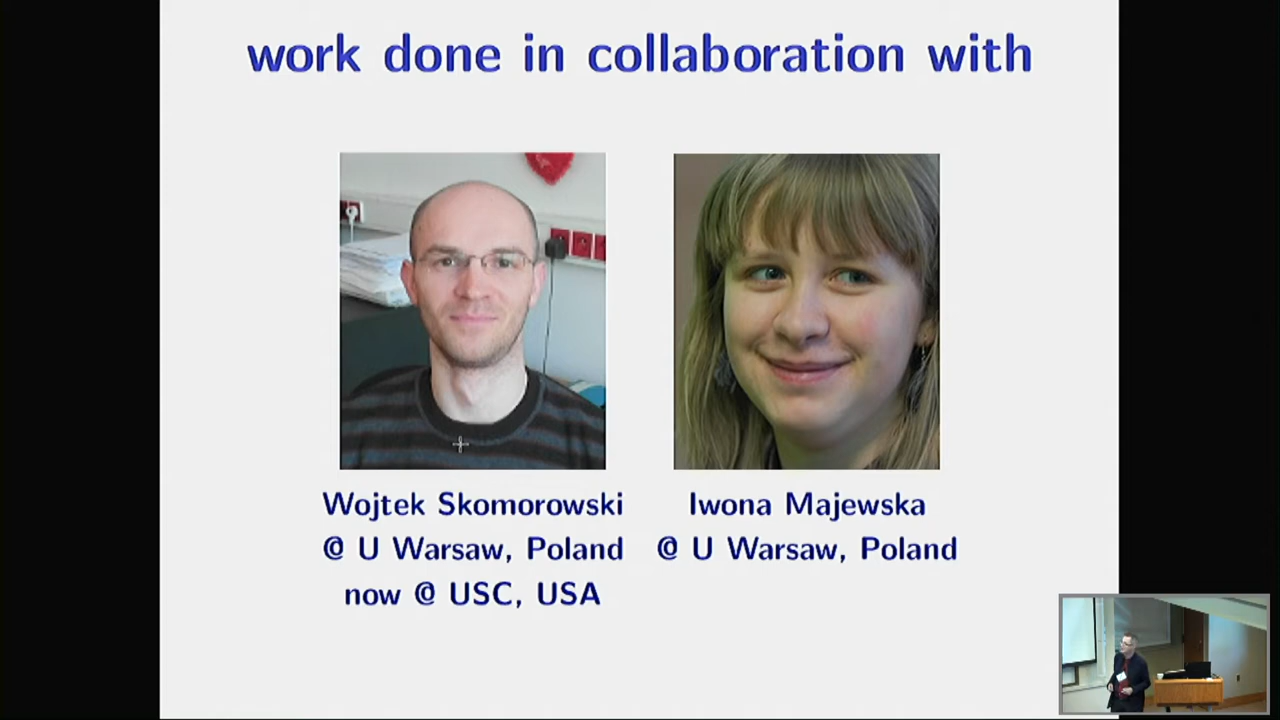 work done in collaboration with
Wojtek Skomorowski
@ U Warsaw, Poland
now @ USC, USA
Iwona Majewska
@ U Warsaw, Poland